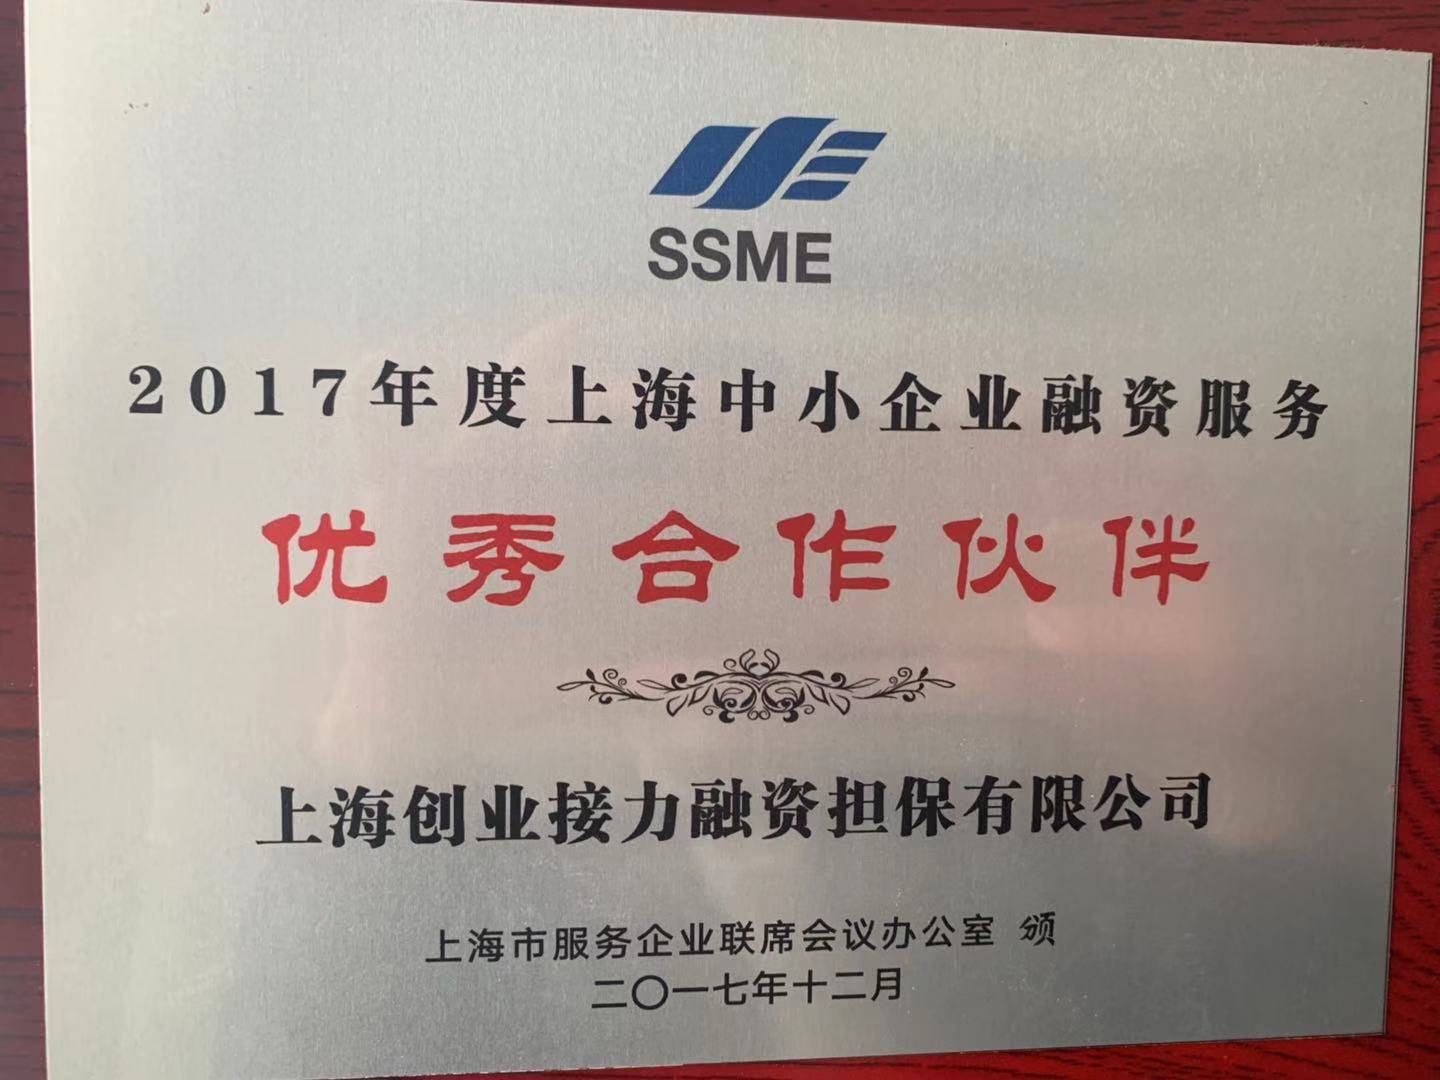 SSME
2017年度上海中小企业融资服务
优秀合作伙伴
上海创业接力融资担保有限公司
上海市服务企业联席会议办公室 颁
二〇一七年十二月